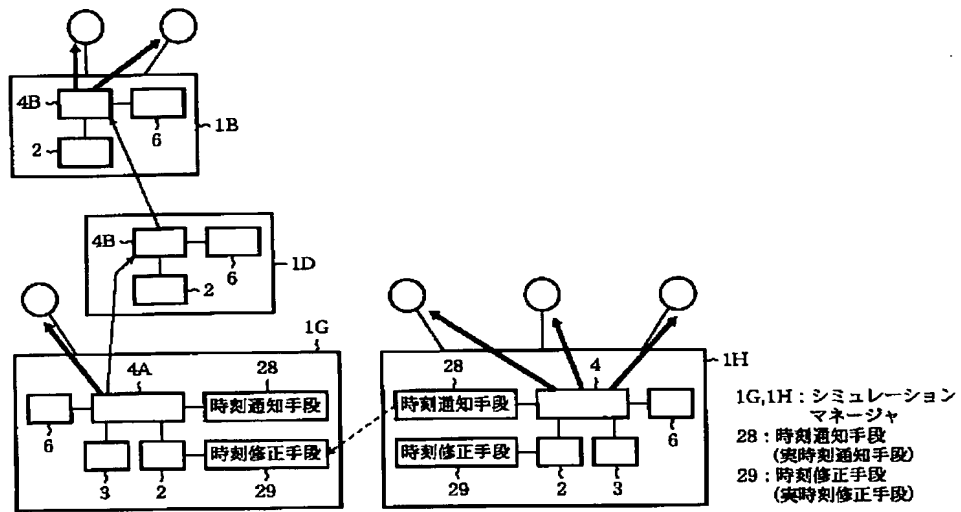 4B
6
1B
2
4B
6
1D
2
1G
4A
28
時刻通知手段
6
時刻修正手段
3
2
29
28
4
1H
時刻通知手段
6
時刻修正手段
29
2
3
1G,1H：シミュレーション
マネージャ
28：時刻通知手段
(実時刻通知手段)
29：時刻修正手段
(実時刻修正手段)